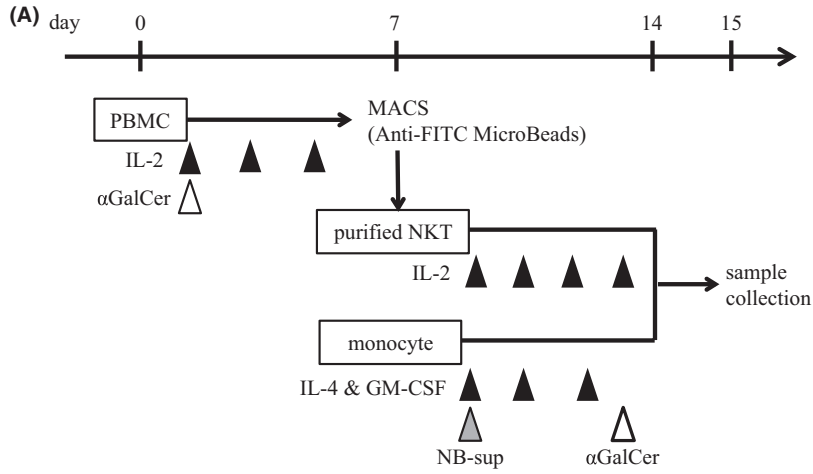 (A)
day 0 7 14 15
PBMC
MACS
(Anti-FITC MicroBeads)
IL-2
αGalCer
purified NKT
IL-2
sample
collection
monocyte
IL-4 & GM-CSF
NB-sup αGalCer